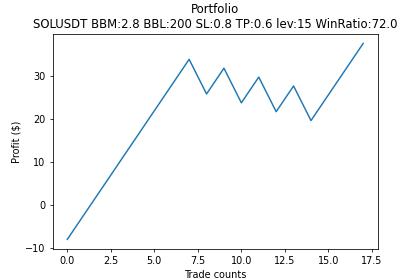 Portfolio
SOLUSDT BBM:2.8 BBL:200 SL:0.8 TP:0.6 lev:15 WinRatio:72.0
30
20
10
0
−10
Profit ($)
0.0 2.5 5.0 7.5 10.0 12.5 15.0 17.5
Trade counts